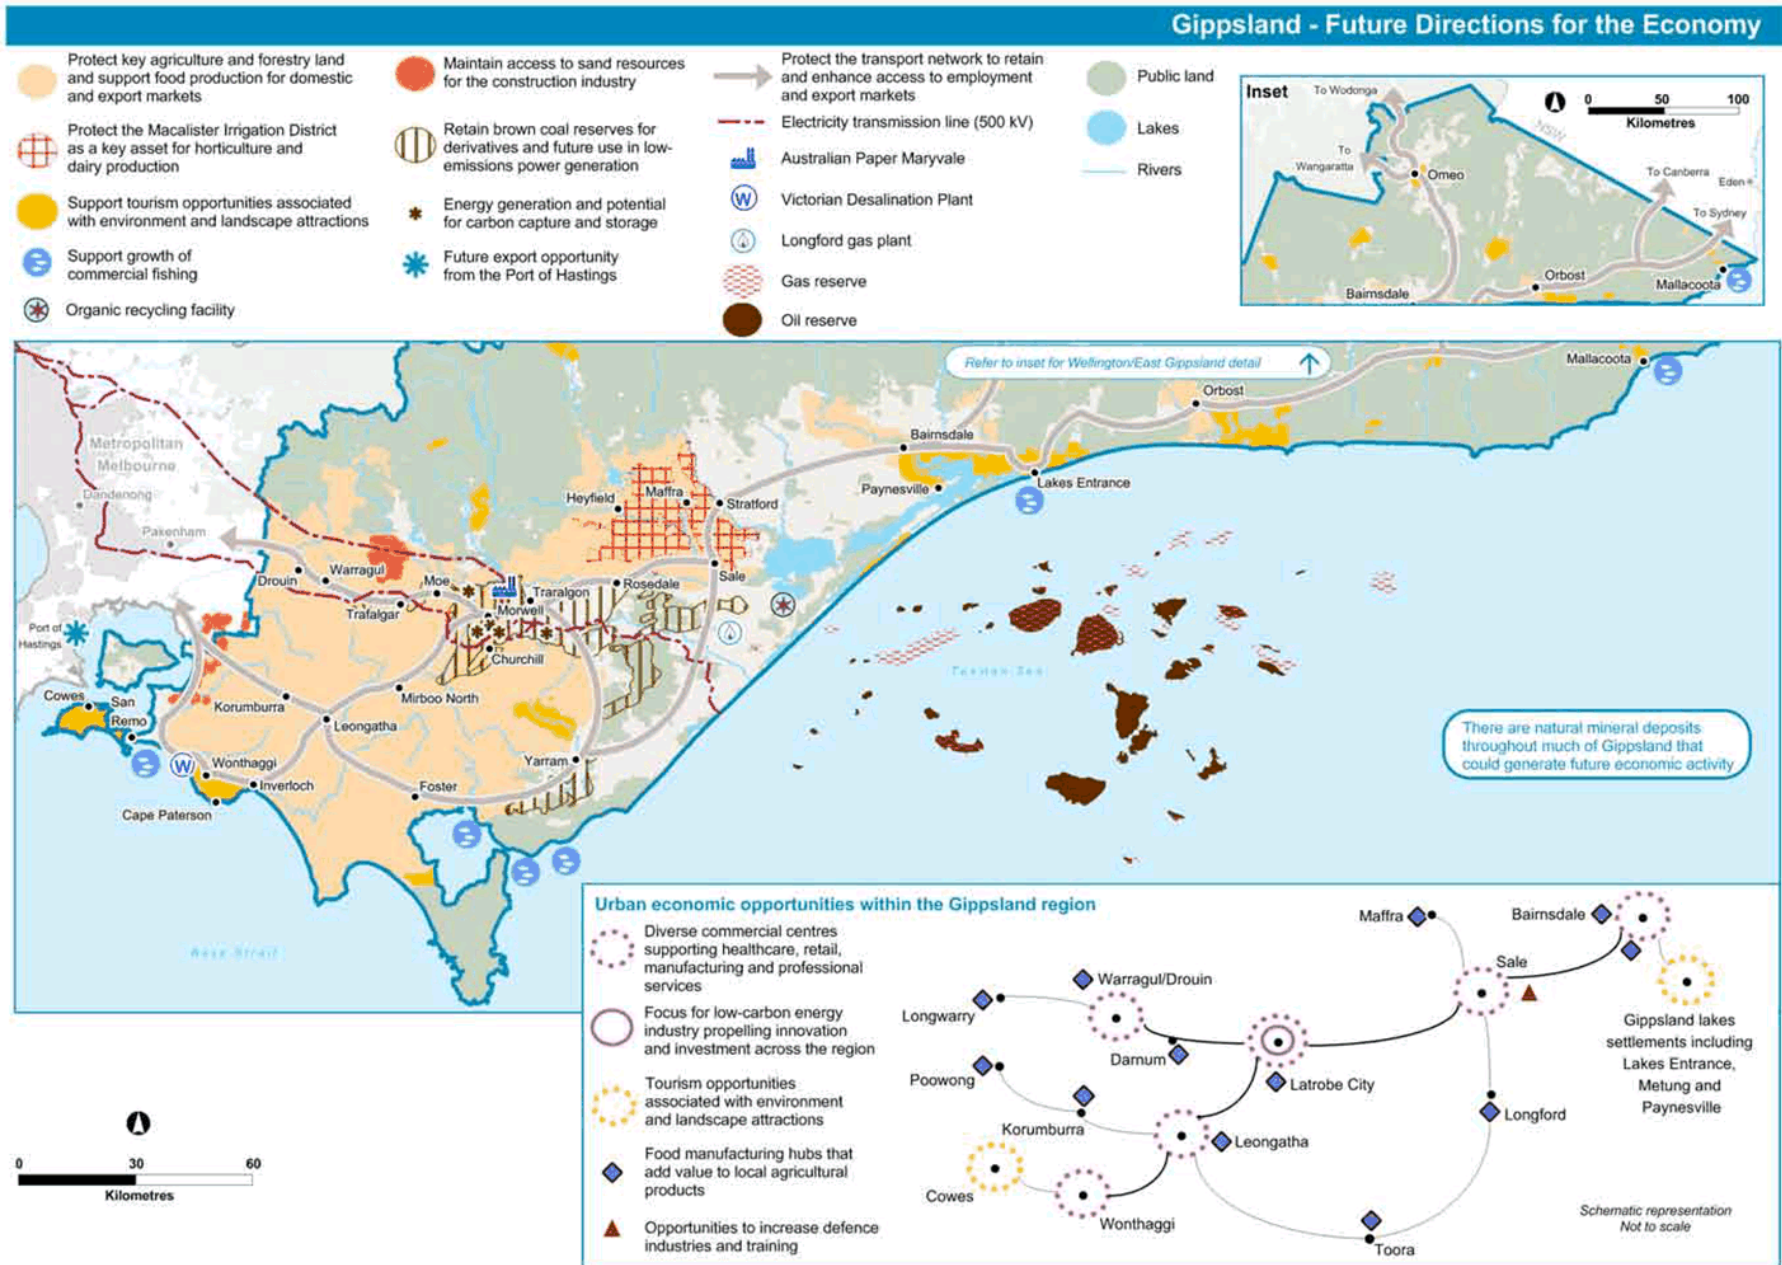 Gippsland - Future Directions for the Economy
Protect key agriculture and forestry land
and support food production for domestic
and export markets
Protect the Macalister Irrigation District
as a key asset for horticulture and
dairy production
Support tourism opportunities associated
with environment and landscape attractions
Support growth of
commercial fishing
Organic recycling facility
Maintain access to sand resources
for the construction industry
Retain brown coal reserves for
derivatives and future use in low-
emissions power generation
Energy generation and potential
for carbon capture and storage
Future export opportunity
from the Port of Hastings
Protect the transport network to retain
and enhance access to employment
and export markets
Electricity transmission line (500 kV)
Australian Paper Maryvale
W
Victorian Desalination Plant
Longford gas plant
Gas reserve
Oil reserve
Public land
Lakes
Rivers
Inset
To Wodonga
0 50 100
Kilometres
NSW
To
Wangaratta
Omeo
To Canberra
Eden
To Sydney
Orbost
Mallacoota
Bairnsdale
Refer to inset for Wellington/East Gippsland detail
Mallacoota
Orbost
Bairnsdale
Lakes Entrance
Paynesville
Metropolitan
Melbourne
Dandenong
Pakenham
Heyfield
Maffra
Stratford
Sale
Rosedale
Drouin
Warragul
Moe
Traralgon
Trafalgar
Morwell
Churchill
Port of
Hastings
Mirboo North
Cowes
San
Remo
Korumburra
Leongatha
W
Wonthaggi
Inverloch
Cape Paterson
Foster
Yarram
Tasman Sea
Bass Strait
There are natural mineral deposits
throughout much of Gippsland that
could generate future economic activity
0 30 60
Kilometres
Urban economic opportunities within the Gippsland region
Diverse commercial centres
supporting healthcare, retail,
manufacturing and professional
services
Focus for low-carbon energy
industry propelling innovation
and investment across the region
Tourism opportunities
associated with environment
and landscape attractions
Food manufacturing hubs that
add value to local agricultural
products
Opportunities to increase defence
industries and training
Maffra
Bairnsdale
Sale
Warragul/Drouin
Longwarry
Darnum
Latrobe City
Poowong
Korumburra
Leongatha
Cowes
Wonthaggi
Toora
Longford
Gippsland lakes
settlements including
Lakes Entrance,
Metung and
Paynesville
Schematic representation
Not to scale